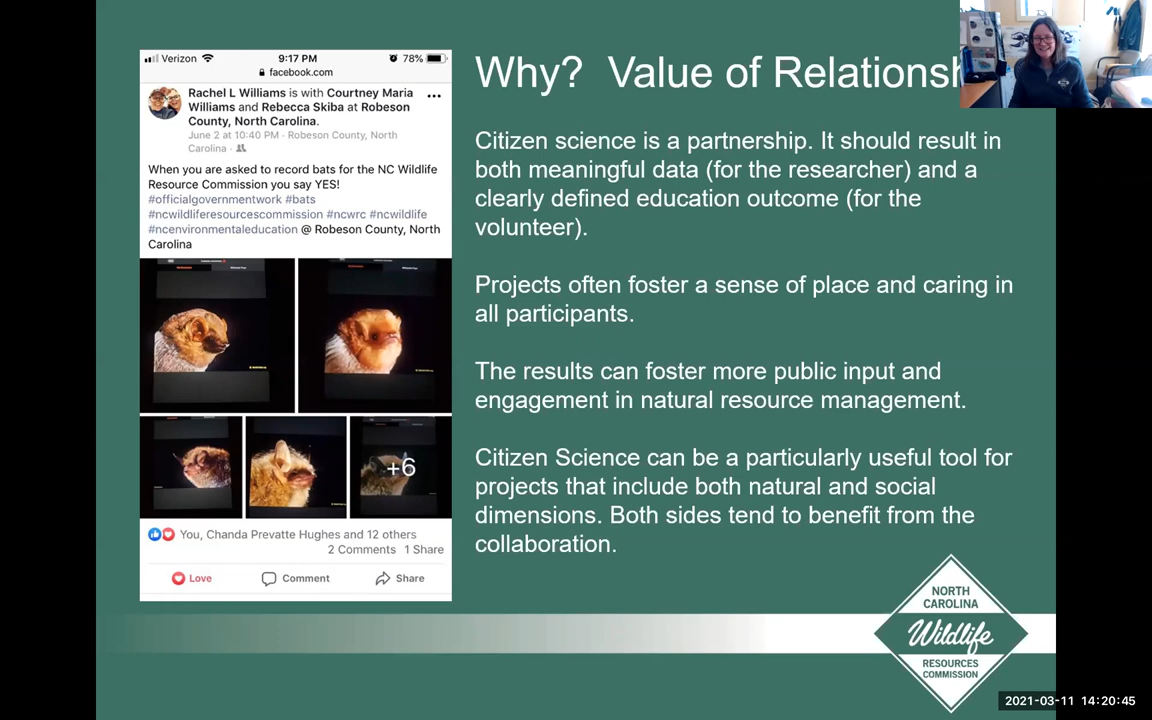 Verizon 9:17 PM 78%
facebook.com
Rachel L Williams is with Courtney Maria
Williams and Rebecca Skiba at Robeson
County, North Carolina.
June 2 at 10:40 PM · Robeson County, North
Carolina ·
When you are asked to record bats for the NC Wildlife
Resource Commission you say YES!
#officialgovernmentwork #bats
#ncwildliferesourcescommission #ncwrc #ncwildlife
#ncenvironmentaleducation @ Robeson County, North
Carolina
+6
You, Chanda Prevatte Hughes and 12 others
2 Comments 1 Share
Love Comment Share
Why? Value of Relationsh
Citizen science is a partnership. It should result in
both meaningful data (for the researcher) and a
clearly defined education outcome (for the
volunteer).
Projects often foster a sense of place and caring in
all participants.
The results can foster more public input and
engagement in natural resource management.
Citizen Science can be a particularly useful tool for
projects that include both natural and social
dimensions. Both sides tend to benefit from the
collaboration.
NORTH
CAROLINA
Wildlife
RESOURCES
COMMISSION
2021-03-11 14:20:45